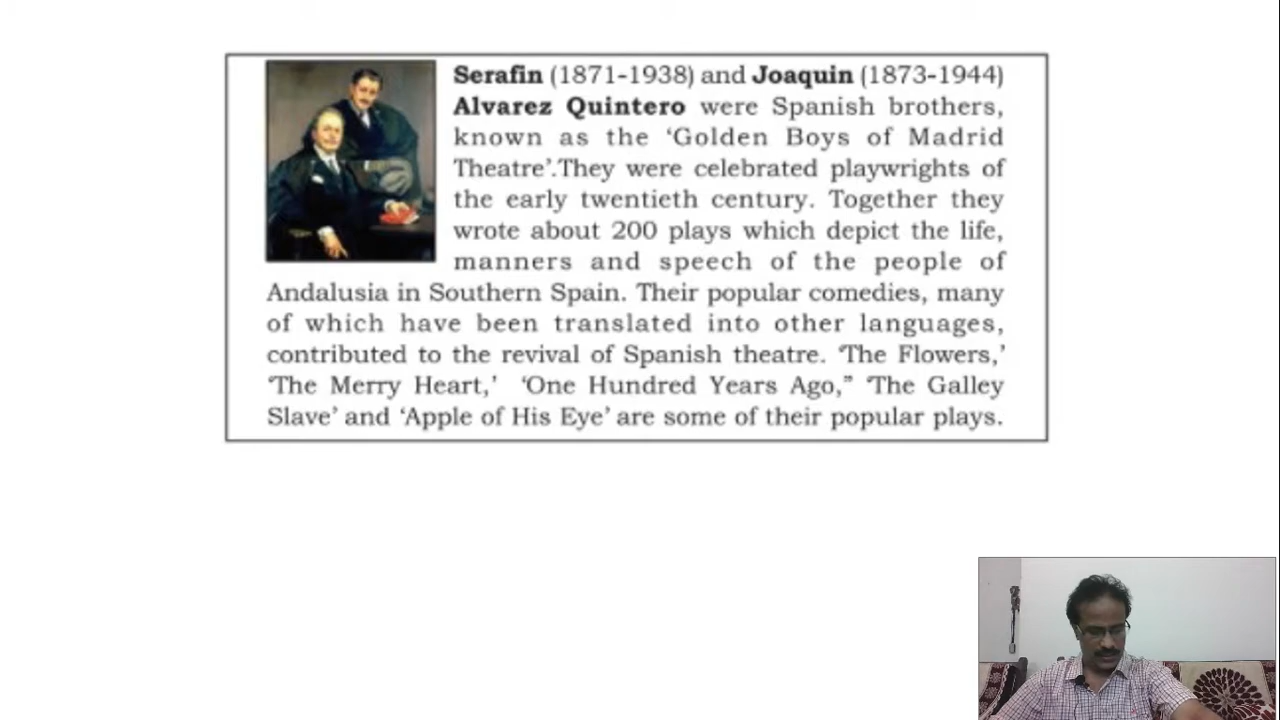 Serafin (1871-1938) and Joaquin (1873-1944)
Alvarez Quintero were Spanish brothers,
known as the ‘Golden Boys of Madrid
Theatre’.They were celebrated playwrights of
the early twentieth century. Together they
wrote about 200 plays which depict the life,
manners and speech of the people of
Andalusia in Southern Spain. Their popular comedies, many
of which have been translated into other languages,
contributed to the revival of Spanish theatre. ‘The Flowers,’
‘The Merry Heart,’ ‘One Hundred Years Ago,” ‘The Galley
Slave’ and ‘Apple of His Eye’ are some of their popular plays.